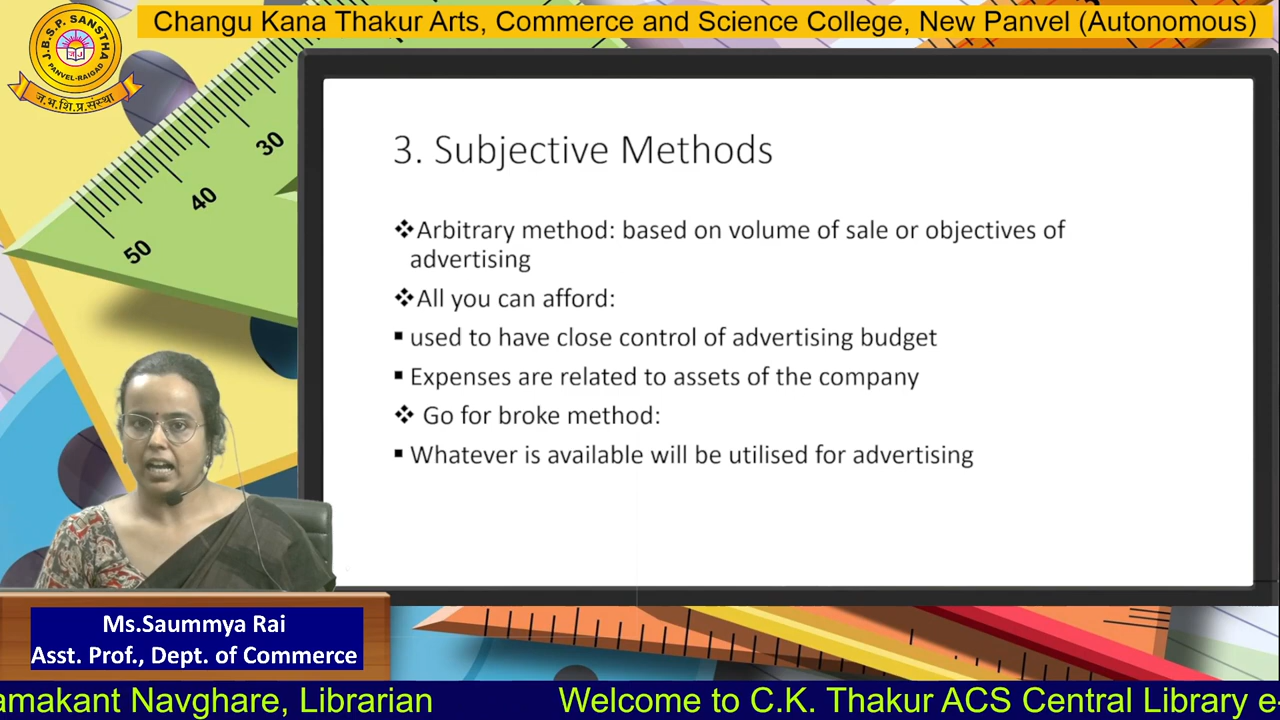 Changu Kana Thakur Arts, Commerce and Science College, New Panvel (Autonomous)
J.B.S.P. SANSTHA
PANVEL-RAIGAD
ज.भ.शि.प्र.संस्था
30
40
50
3. Subjective Methods
❖Arbitrary method: based on volume of sale or objectives of
advertising
❖All you can afford:
▪ used to have close control of advertising budget
▪ Expenses are related to assets of the company
❖ Go for broke method:
▪ Whatever is available will be utilised for advertising
Ms.Saummya Rai
Asst. Prof., Dept. of Commerce
amakant Navghare, Librarian Welcome to C.K. Thakur ACS Central Library e